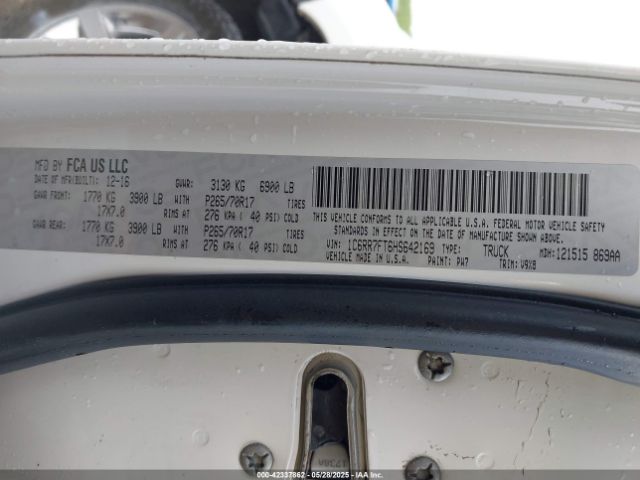 MFD BY FCA US LLC
DATE OF MFR(BUILT): 12-16 GVWR: 3130 KG 6900 LB
GAWR FRONT: 1770 KG 3900 LB WITH P265/70R17 TIRES
17X7.0 RIMS AT 276 KPA ( 40 PSI) COLD
GAWR REAR: 1770 KG 3900 LB WITH P265/70R17 TIRES
17X7.0 RIMS AT 276 KPA ( 40 PSI) COLD
THIS VEHICLE CONFORMS TO ALL APPLICABLE U.S.A. FEDERAL MOTOR VEHICLE SAFETY
STANDARDS IN EFFECT ON THE DATE OF MANUFACTURE SHOWN ABOVE.
VIN: 1C6RR7FT6HS642169 TYPE: TRUCK MDH:121515 869AA
VEHICLE MADE IN U.S.A. PAINT: PW7 TRIM: V9X8
IAA - 42337862 - 05/28/2025 - 03:38:28 PM